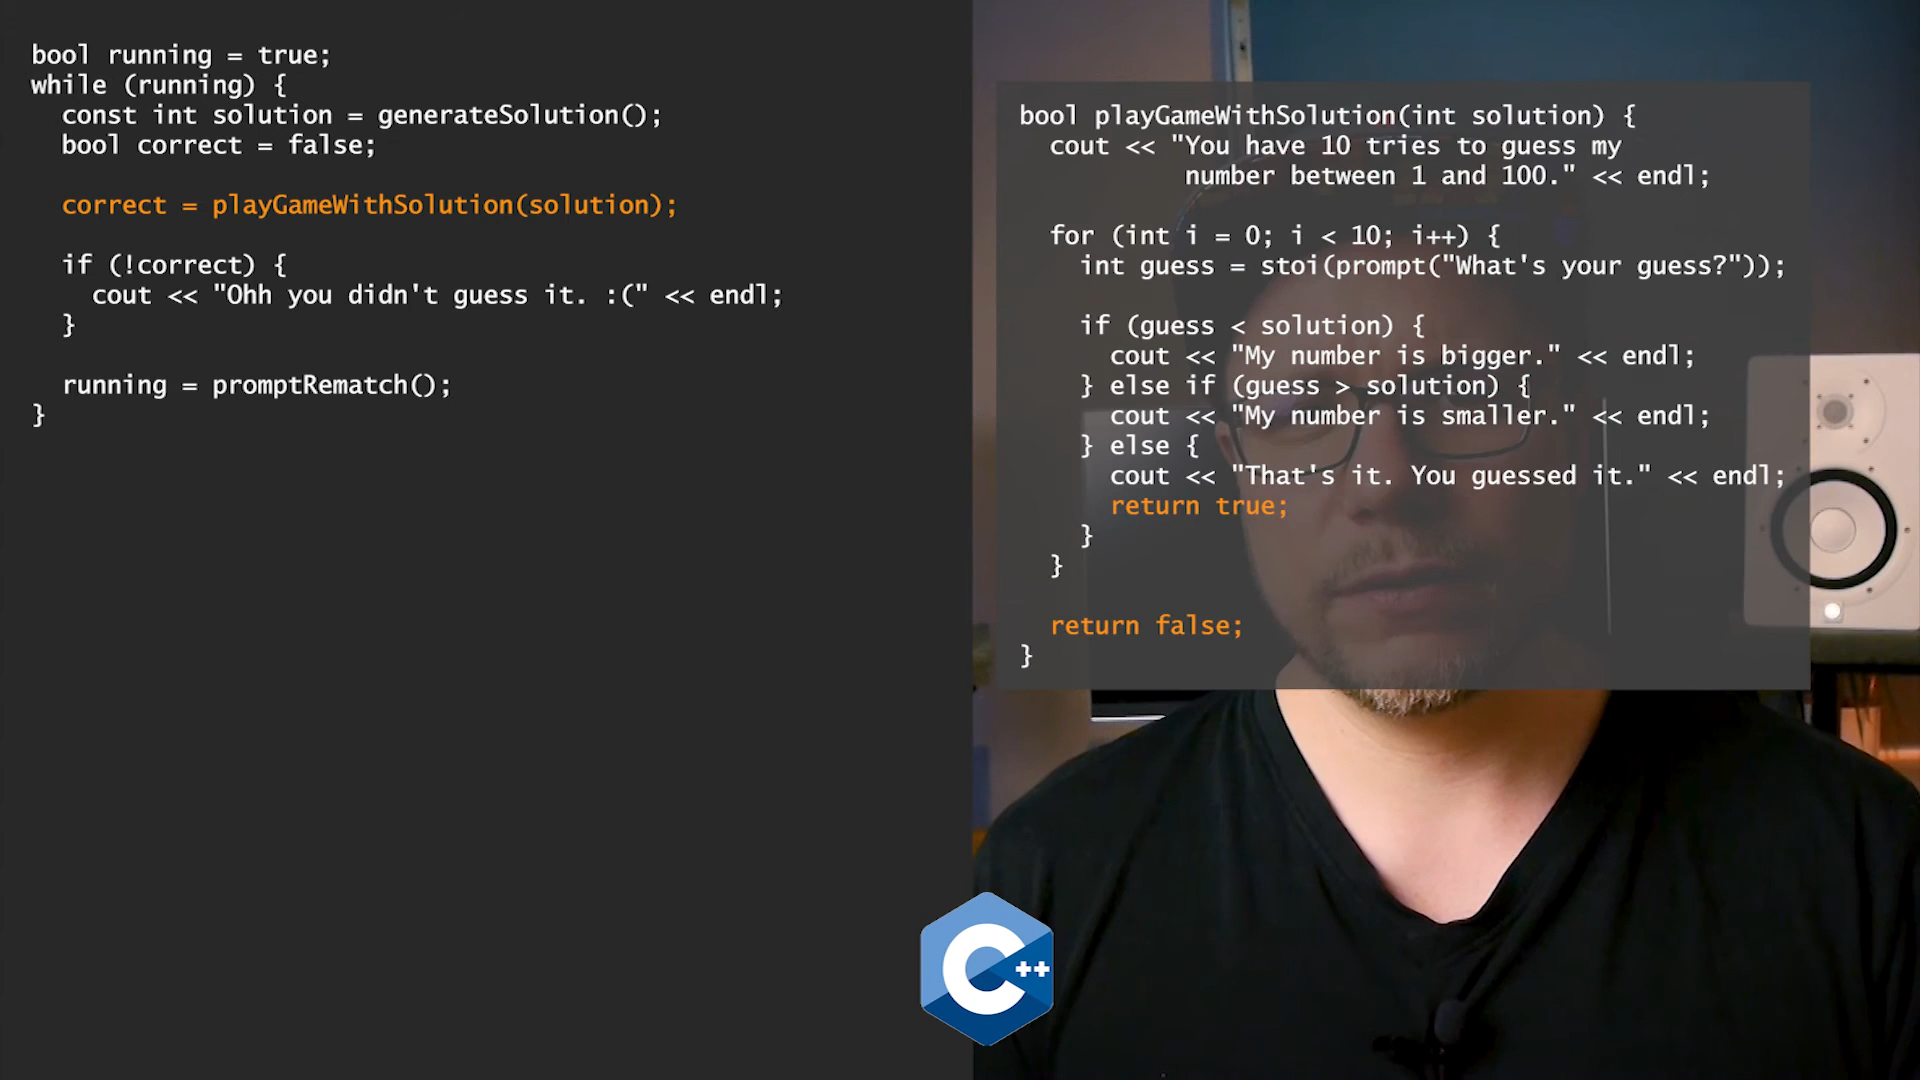 bool running = true;
while (running) {
  const int solution = generateSolution();
  bool correct = false;

  correct = playGameWithSolution(solution);

  if (!correct) {
    cout << "Ohh you didn't guess it. :(" << endl;
  }

  running = promptRematch();
}
bool playGameWithSolution(int solution) {
  cout << "You have 10 tries to guess my
           number between 1 and 100." << endl;

  for (int i = 0; i < 10; i++) {
    int guess = stoi(prompt("What's your guess?"));

    if (guess < solution) {
      cout << "My number is bigger." << endl;
    } else if (guess > solution) {
      cout << "My number is smaller." << endl;
    } else {
      cout << "That's it. You guessed it." << endl;
      return true;
    }
  }

  return false;
}
C++